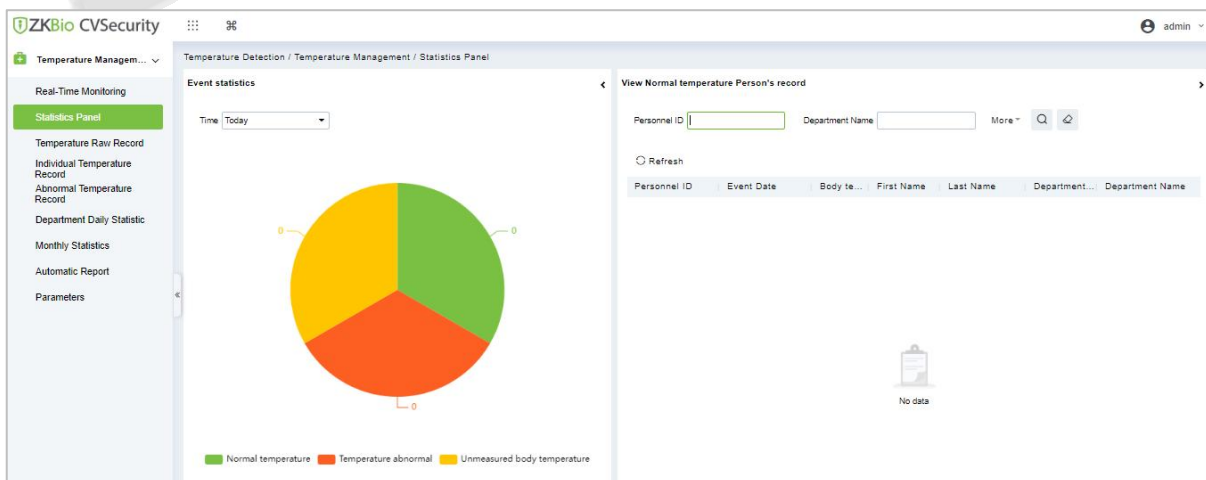 ZKBio CVSecurity
admin
Temperature Managem...
Real-Time Monitoring
Statistics Panel
Temperature Raw Record
Individual Temperature
Record
Abnormal Temperature
Record
Department Daily Statistic
Monthly Statistics
Automatic Report
Parameters
Temperature Detection / Temperature Management / Statistics Panel
Event statistics
Time Today
0
0
0
Normal temperature Temperature abnormal Unmeasured body temperature
View Normal temperature Person's record
Personnel ID Department Name More
Refresh
Personnel ID Event Date Body te... First Name Last Name Department... Department Name
No data